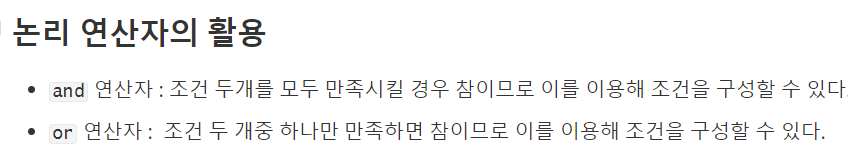 논리 연산자의 활용
and 연산자 : 조건 두개를 모두 만족시킬 경우 참이므로 이를 이용해 조건을 구성할 수 있다.
or 연산자 : 조건 두 개중 하나만 만족하면 참이므로 이를 이용해 조건을 구성할 수 있다.